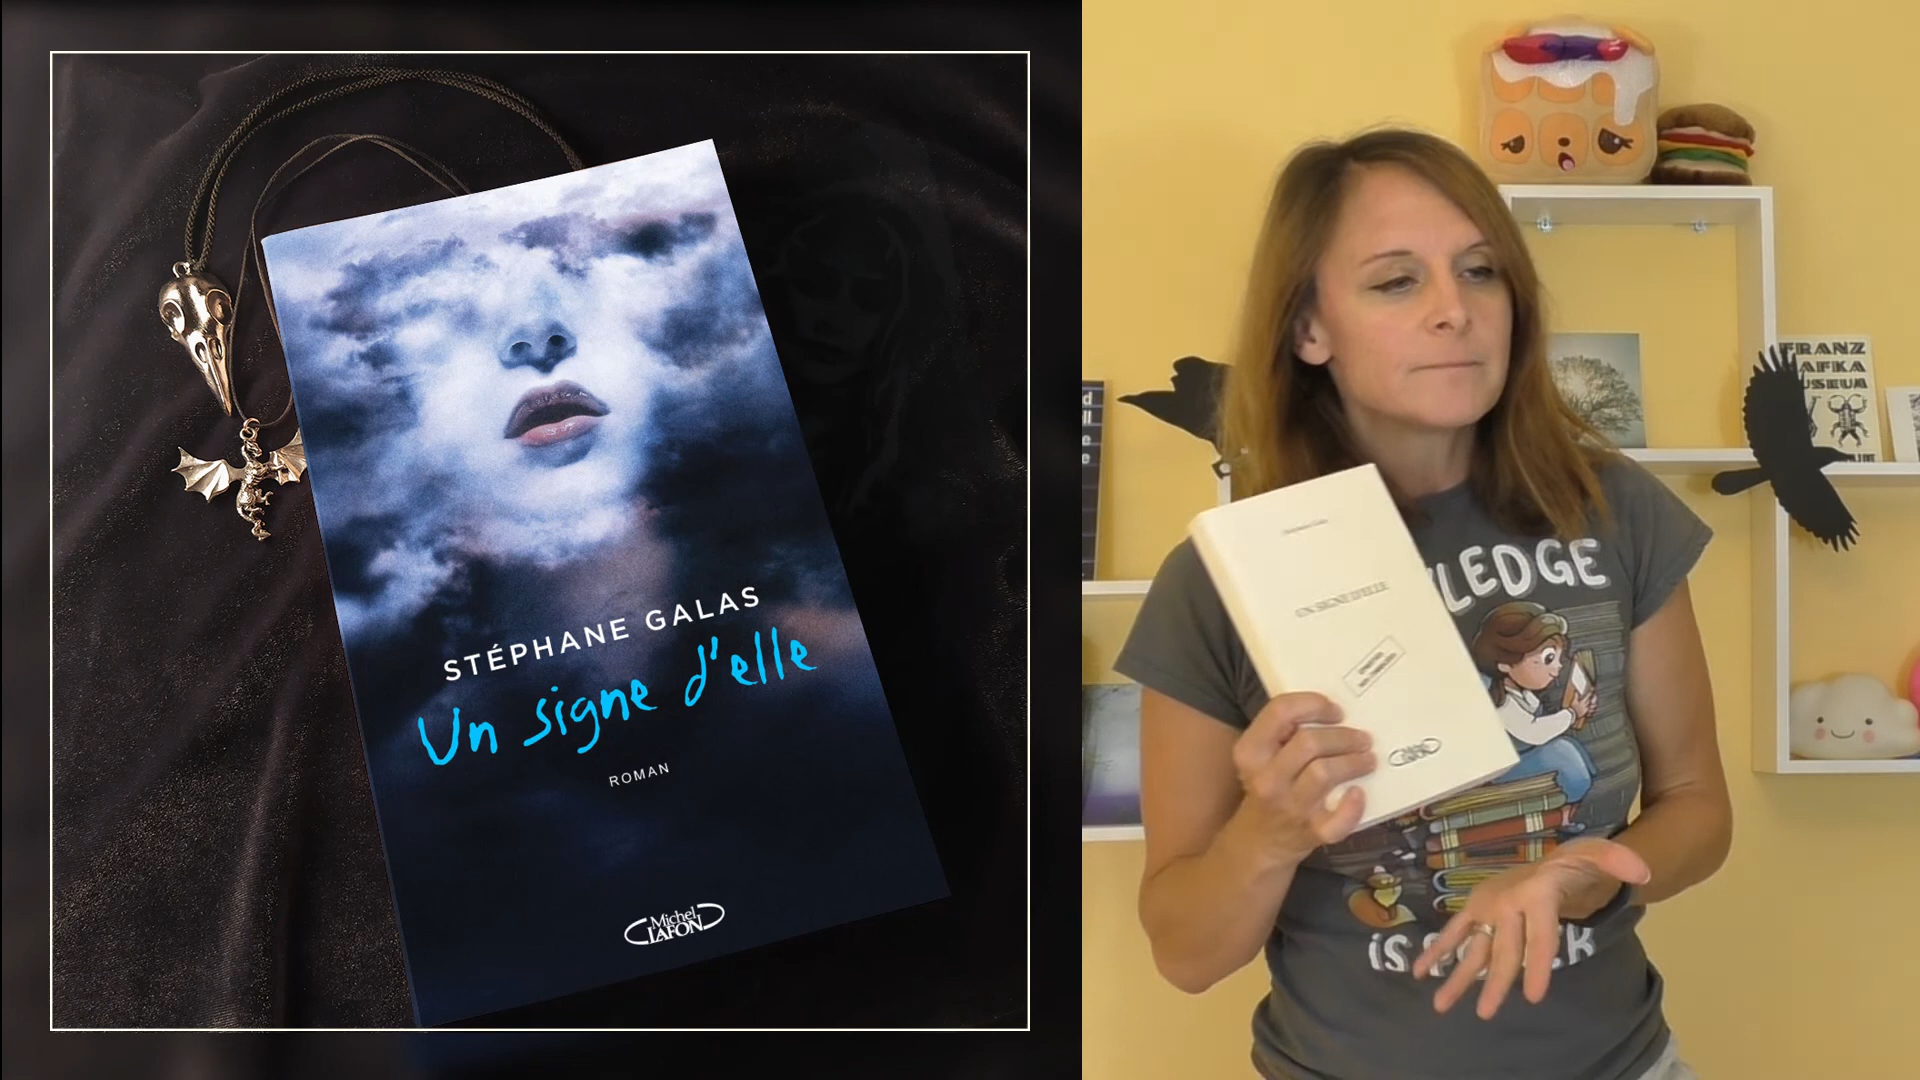 STÉPHANE GALAS
Un signe d'elle
ROMAN
Michel
LAFON
UN SIGNE D'ELLE
LEDGE
iS
FRANZ
AFKA
USEUM